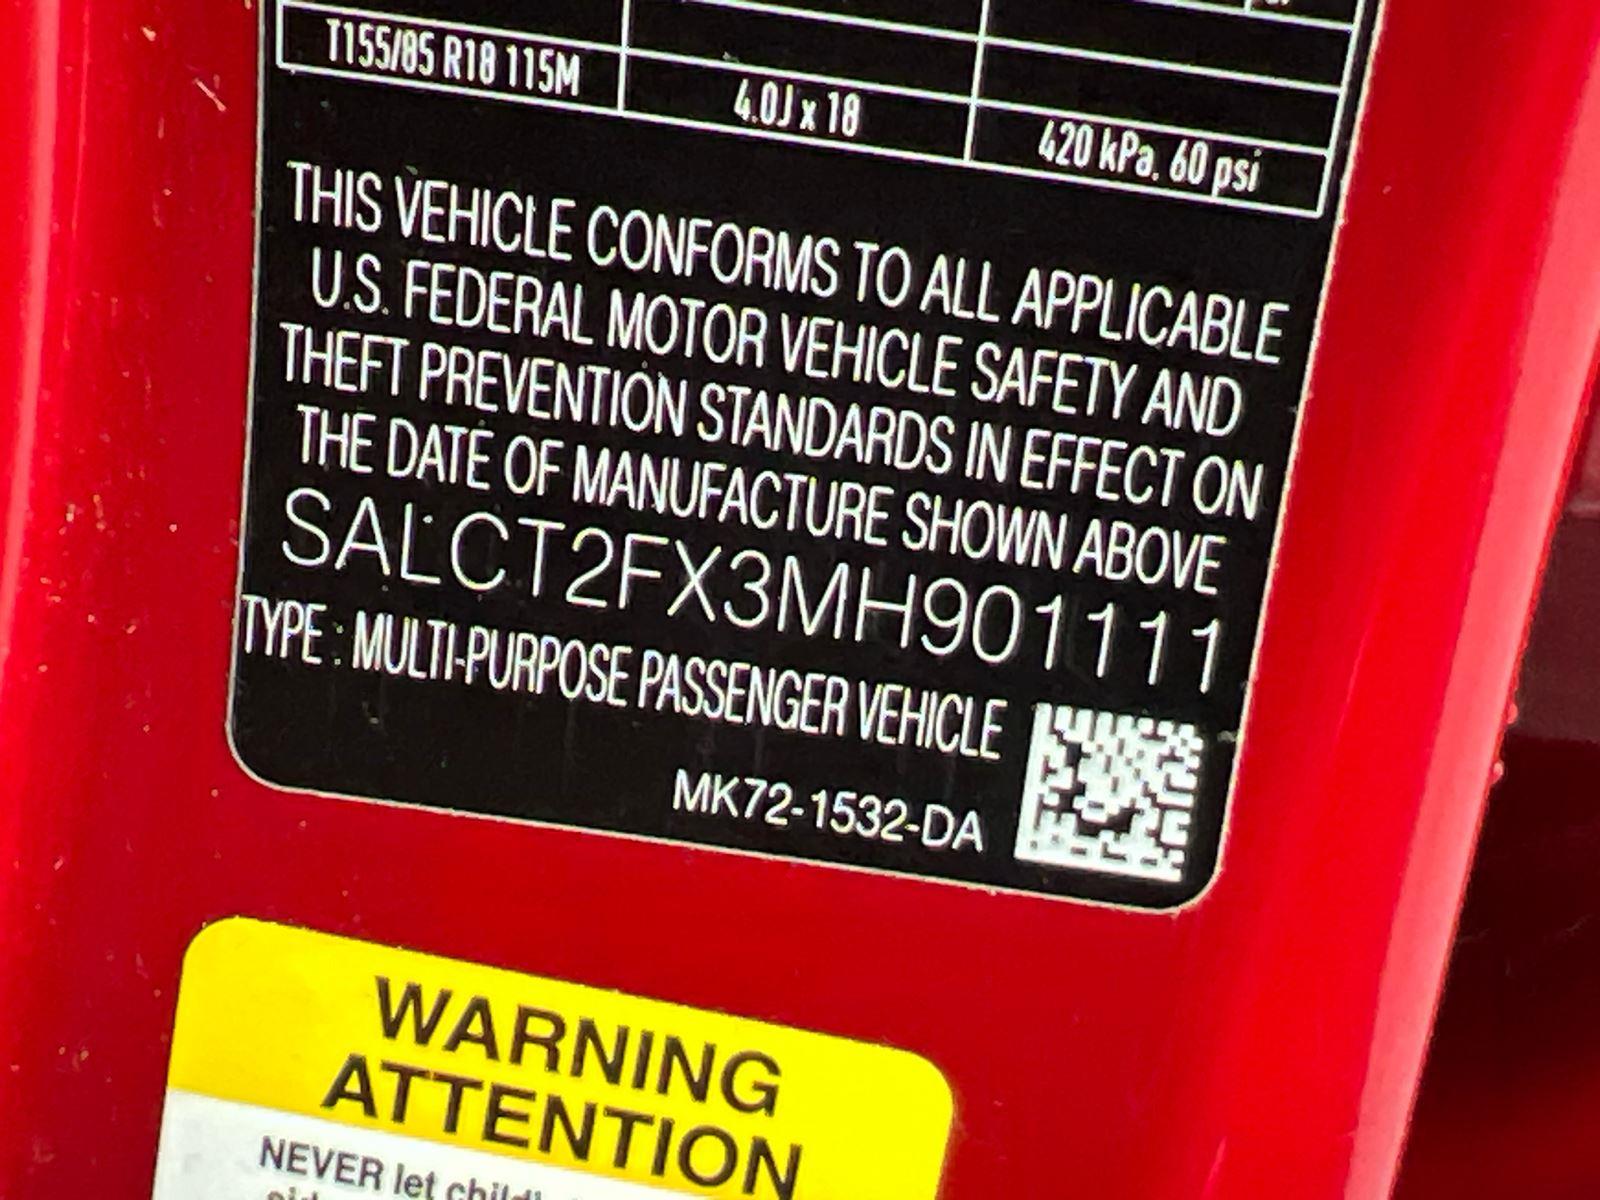 T155/85 R18 115M
4.0J x 18
420 kPa, 60 psi
THIS VEHICLE CONFORMS TO ALL APPLICABLE
U.S. FEDERAL MOTOR VEHICLE SAFETY AND
THEFT PREVENTION STANDARDS IN EFFECT ON
THE DATE OF MANUFACTURE SHOWN ABOVE
SALCT2FX3MH901111
TYPE : MULTI-PURPOSE PASSENGER VEHICLE
MK72-1532-DA
WARNING
ATTENTION
NEVER let